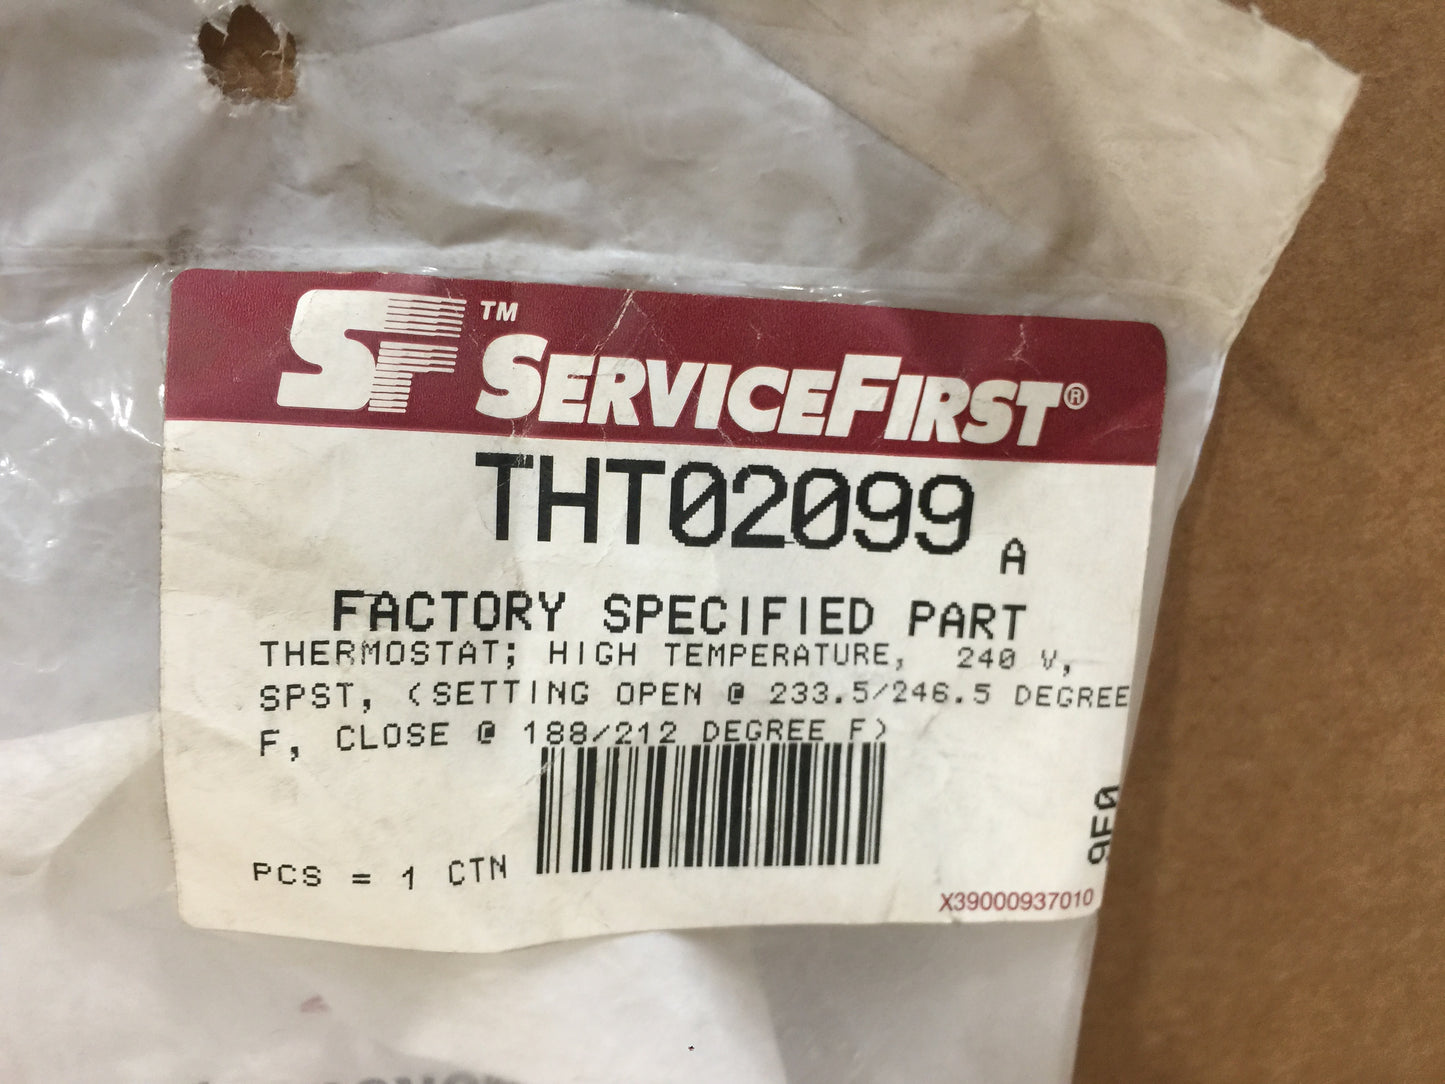 SF™ SERVICEFIRST®
THT02099 A
FACTORY SPECIFIED PART
THERMOSTAT; HIGH TEMPERATURE, 240 V,
SPST, (SETTING OPEN @ 233.5/246.5 DEGREE
F, CLOSE @ 188/212 DEGREE F)
PCS = 1 CTN
9F0
X39000937010